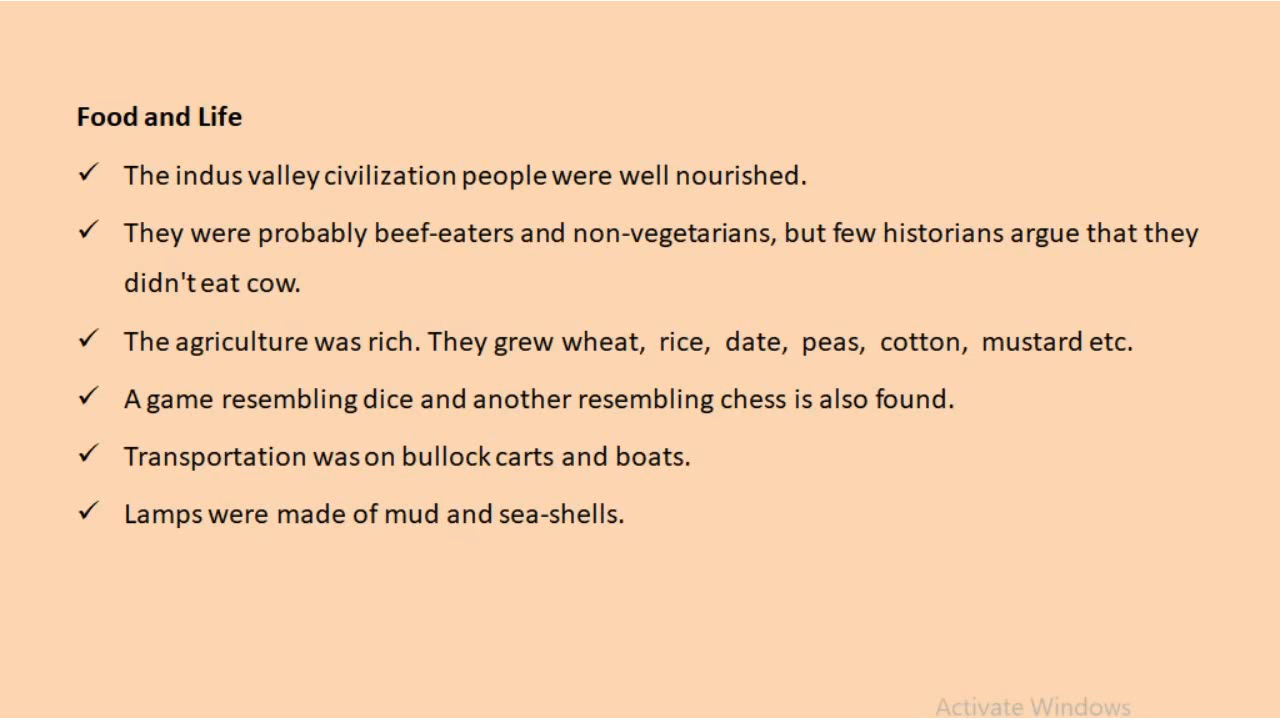 Food and Life
✓ The indus valley civilization people were well nourished.
✓ They were probably beef-eaters and non-vegetarians, but few historians argue that they
didn't eat cow.
✓ The agriculture was rich. They grew wheat, rice, date, peas, cotton, mustard etc.
✓ A game resembling dice and another resembling chess is also found.
✓ Transportation was on bullock carts and boats.
✓ Lamps were made of mud and sea-shells.
Activate Windows